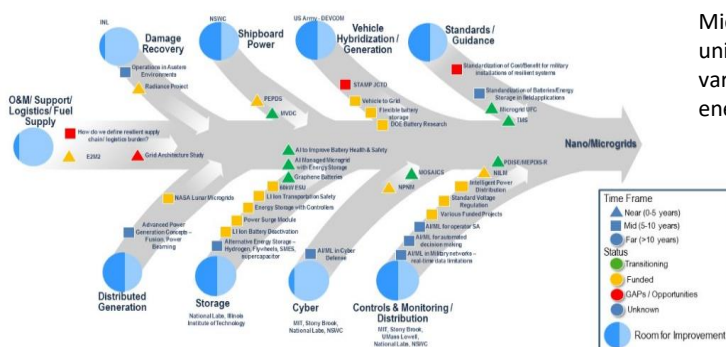 INL
Damage
Recovery
Operations in Austere
Environments
Radiance Project
NSWC
Shipboard
Power
PEPDS
MVDC
US Army - DEVCOM
Vehicle
Hybridization /
Generation
STAMP JCTD
Vehicle to Grid
Flexible battery
storage
DOE Battery Research
Standards /
Guidance
Standardization of Cost/Benefit for military
installations of resilient systems
Standardization of Batteries/Energy
Storage in field applications
Microgrid UFC
TMS
O&M/ Support/
Logistics/ Fuel
Supply
How do we define resilient supply
chain/ logistics burden?
E2M3
Grid Architecture Study
Nano/Microgrids
NASA Lunar Microgrids
Advanced Power
Generation Concepts –
Fusion/ Power
Beaming
Distributed
Generation
AI to Improve Battery Health & Safety
AI Managed Microgrid
with Energy Storage
Graphene Batteries
ESU
Li Ion Transportation Safety
Energy Storage with Controllers
Power Surge Module
Li Ion Battery Deactivation
Alternative Energy Storage –
Hydrogen, Flywheels, SMES,
supercapacitor
Storage
National Labs, Illinois
Institute of Technology
MOSAICS
NPNM
AI/ML in Cyber
Defense
Cyber
MIT, Stony Brook,
National Labs, NSWC
NILM
Intelligent Power
Distribution
Standard Voltage
Regulation
Various Funded Projects
AI/ML for operator SA
AI/ML for automated
decision making
AI/ML in Military networks –
real-time data limitations
Controls & Monitoring /
Distribution
MIT, Stony Brook,
UMass Lowell,
National Labs, NSWC
Time Frame
Near (0-5 years)
Mid (5-10 years)
Far (>10 years)
Status
Transitioning
Funded
GAPs / Opportunities
Unknown
Room for Improvement